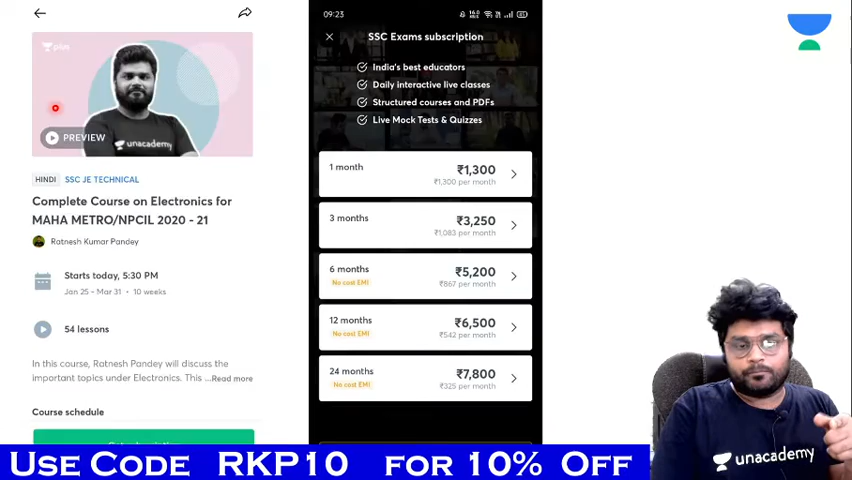 plus
PREVIEW
unacademy
HINDI SSC JE TECHNICAL
Complete Course on Electronics for
MAHA METRO/NPCIL 2020 - 21
Ratnesh Kumar Pandey
Starts today, 5:30 PM
Jan 25 - Mar 31 • 10 weeks
54 lessons
In this course, Ratnesh Pandey will discuss the
important topics under Electronics. This ...Read more
Course schedule
09:23
SSC Exams subscription
India's best educators
Daily interactive live classes
Structured courses and PDFs
Live Mock Tests & Quizzes
1 month ₹1,300
₹1,300 per month
3 months ₹3,250
₹1,083 per month
6 months ₹5,200
No cost EMI ₹867 per month
12 months ₹6,500
No cost EMI ₹542 per month
24 months ₹7,800
No cost EMI ₹325 per month
unacademy
USE CODE RKP10 FOR 10% OFF